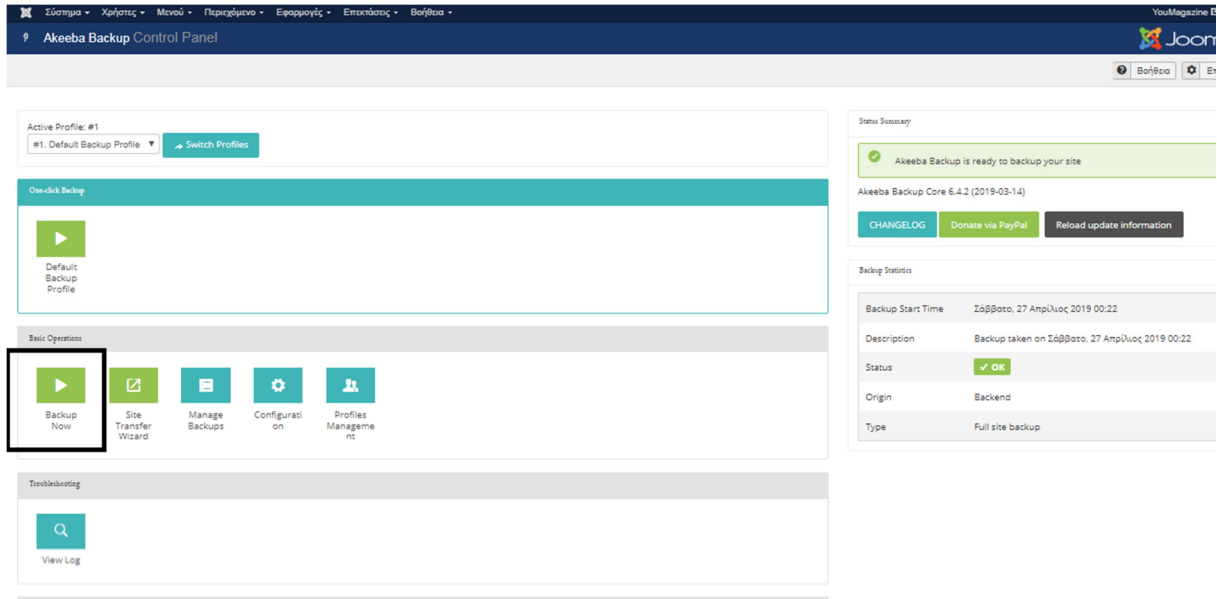 Σύστημα Χρήστες Μενού Περιεχόμενο Εφαρμογές Επεκτάσεις Βοήθεια YouMagazine
Akeeba Backup Control Panel
Βοήθεια
Active Profile: #1
#1. Default Backup Profile Switch Profiles
One-click Backup
Default
Backup
Profile
Basic Operations
Backup
Now
Site
Transfer
Wizard
Manage
Backups
Configurati
on
Profiles
Manageme
nt
Troubleshooting
View Log
Status Summary
Akeeba Backup is ready to backup your site
Akeeba Backup Core 6.4.2 (2019-03-14)
CHANGELOG Donate via PayPal Reload update information
Backup Statistics
Backup Start Time Σάββατο, 27 Απρίλιος 2019 00:22
Description Backup taken on Σάββατο, 27 Απρίλιος 2019 00:22
Status OK
Origin Backend
Type Full site backup